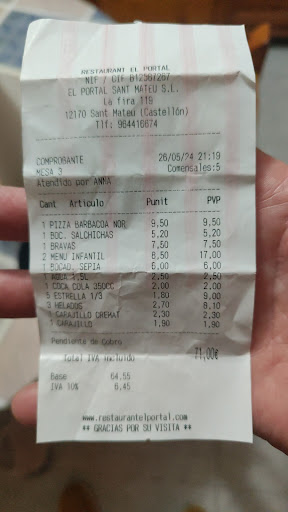 RESTAURANT EL PORTAL
NIF / CIF B12567267
EL PORTAL SANT MATEU S.L.
La fira 118
12170 Sant Mateu (Castellón)
Tlf: 964416674
COMPROBANTE 26/05/24 21:19
MESA 3 Comensales:5
Atendido por ANNA
Cant Artículo Punit PVP
1 PIZZA BARBACOA NOR 9,50 9,50
1 BOC. SALCHICHAS 5,20 5,20
1 BRAVAS 7,50 7,50
2 MENU INFANTIL 8,50 17,00
1 BOCAD. SEPIA 6,00 6,00
1 AGUA 1.5L 2,50 2,50
1 COCA COLA 350CC 2,00 2,00
5 ESTRELLA 1/3 1,80 9,00
3 HELADOS 2,70 8,10
1 CARAJILLO CREMAT 2,30 2,30
1 CARAJILLO 1,90 1,90
Pendiente de Cobro
Total IVA incluido 71,00€
Base 64,55
IVA 10% 6,45
www.restaurantelportal.com
** GRACIAS POR SU VISITA **